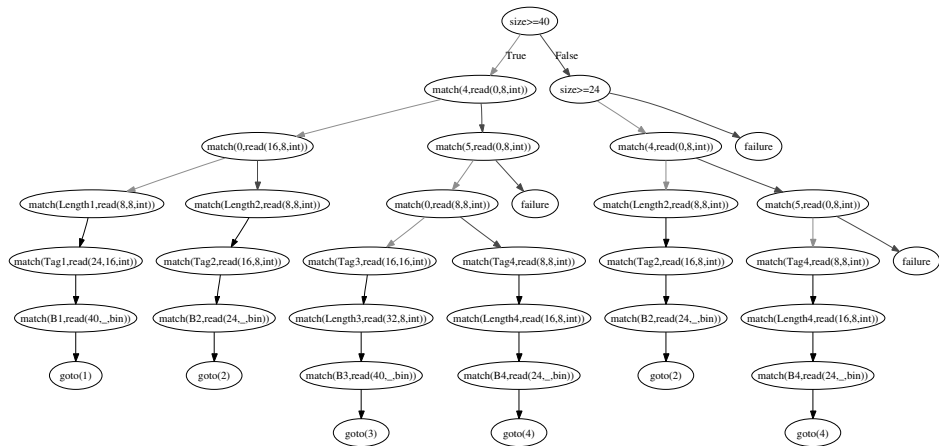 size>=40
True
False
match(4,read(0,8,int))
size>=24
match(0,read(16,8,int))
match(5,read(0,8,int))
match(4,read(0,8,int))
failure
match(Length1,read(8,8,int))
match(Length2,read(8,8,int))
match(0,read(8,8,int))
failure
match(Length2,read(8,8,int))
match(5,read(0,8,int))
match(Tag1,read(24,16,int))
match(Tag2,read(16,8,int))
match(Tag3,read(16,16,int))
match(Tag4,read(8,8,int))
match(Tag2,read(16,8,int))
match(Tag4,read(8,8,int))
failure
match(B1,read(40,_,bin))
match(B2,read(24,_,bin))
match(Length3,read(32,8,int))
match(Length4,read(16,8,int))
match(B2,read(24,_,bin))
match(Length4,read(16,8,int))
goto(1)
goto(2)
match(B3,read(40,_,bin))
match(B4,read(24,_,bin))
goto(2)
match(B4,read(24,_,bin))
goto(3)
goto(4)
goto(4)